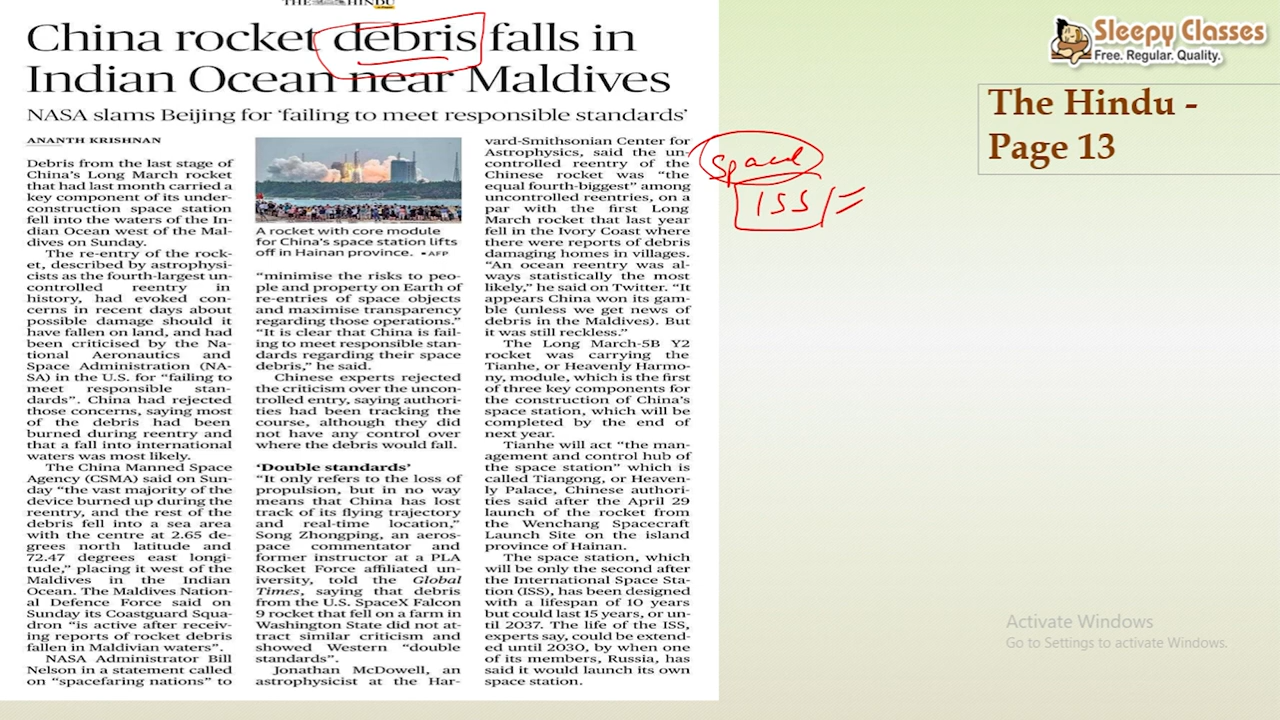 THE HINDU
China rocket debris falls in
Indian Ocean near Maldives
NASA slams Beijing for ‘failing to meet responsible standards’
ANANTH KRISHNAN
Debris from the last stage of
China’s Long March rocket
that had last month carried a
key component of its under-
construction space station
fell into the waters of the In-
dian Ocean west of the Mal-
dives on Sunday.
The re-entry of the rock-
et, described by astrophysi-
cists as the fourth-largest un-
controlled reentry in
history, had evoked con-
cerns in recent days about
possible damage should it
have fallen on land, and had
been criticised by the Na-
tional Aeronautics and
Space Administration (NA-
SA) in the U.S. for “failing to
meet responsible stan-
dards”. China had rejected
those concerns, saying most
of the debris had been
burned during reentry and
that a fall into international
waters was most likely.
The China Manned Space
Agency (CSMA) said on Sun-
day “the vast majority of the
device burned up during the
reentry, and the rest of the
debris fell into a sea area
with the centre at 2.65 de-
grees north latitude and
72.47 degrees east longi-
tude,” placing it west of the
Maldives in the Indian
Ocean. The Maldives Nation-
al Defence Force said on
Sunday its Coastguard Squa-
dron “is active after receiv-
ing reports of rocket debris
fallen in Maldivian waters”.
NASA Administrator Bill
Nelson in a statement called
on “spacefaring nations” to
A rocket with core module
for China’s space station lifts
off in Hainan province. •AFP
“minimise the risks to peo-
ple and property on Earth of
re-entries of space objects
and maximise transparency
regarding those operations.”
“It is clear that China is fail-
ing to meet responsible stan-
dards regarding their space
debris,” he said.
Chinese experts rejected
the criticism over the uncon-
trolled entry, saying authori-
ties had been tracking the
course, although they did
not have any control over
where the debris would fall.
‘Double standards’
“It only refers to the loss of
propulsion, but in no way
means that China has lost
track of its flying trajectory
and real-time location,”
Song Zhongping, an aeros-
pace commentator and
former instructor at a PLA
Rocket Force affiliated un-
iversity, told the Global
Times, saying that debris
from the U.S. SpaceX Falcon
9 rocket that fell on a farm in
Washington State did not at-
tract similar criticism and
showed Western “double
standards”.
Jonathan McDowell, an
astrophysicist at the Har-
vard-Smithsonian Center for
Astrophysics, said the un-
controlled reentry of the
Chinese rocket was “the
equal fourth-biggest” among
uncontrolled reentries, on a
par with the first Long
March rocket that last year
fell in the Ivory Coast where
there were reports of debris
damaging homes in villages.
“An ocean reentry was al-
ways statistically the most
likely,” he said on Twitter. “It
appears China won its gam-
ble (unless we get news of
debris in the Maldives). But
it was still reckless.”
The Long March-5B Y2
rocket was carrying the
Tianhe, or Heavenly Harmo-
ny, module, which is the first
of three key components for
the construction of China’s
space station, which will be
completed by the end of
next year.
Tianhe will act “the man-
agement and control hub of
the space station” which is
called Tiangong, or Heaven-
ly Palace, Chinese authori-
ties said after the April 29
launch of the rocket from
the Wenchang Spacecraft
Launch Site on the island
province of Hainan.
The space station, which
will be only the second after
the International Space Sta-
tion (ISS), has been designed
with a lifespan of 10 years
but could last 15 years, or un-
til 2037. The life of the ISS,
experts say, could be extend-
ed until 2030, by when one
of its members, Russia, has
said it would launch its own
space station.
ISS
Sleepy Classes
Free. Regular. Quality.
The Hindu -
Page 13
Activate Windows
Go to Settings to activate Windows.